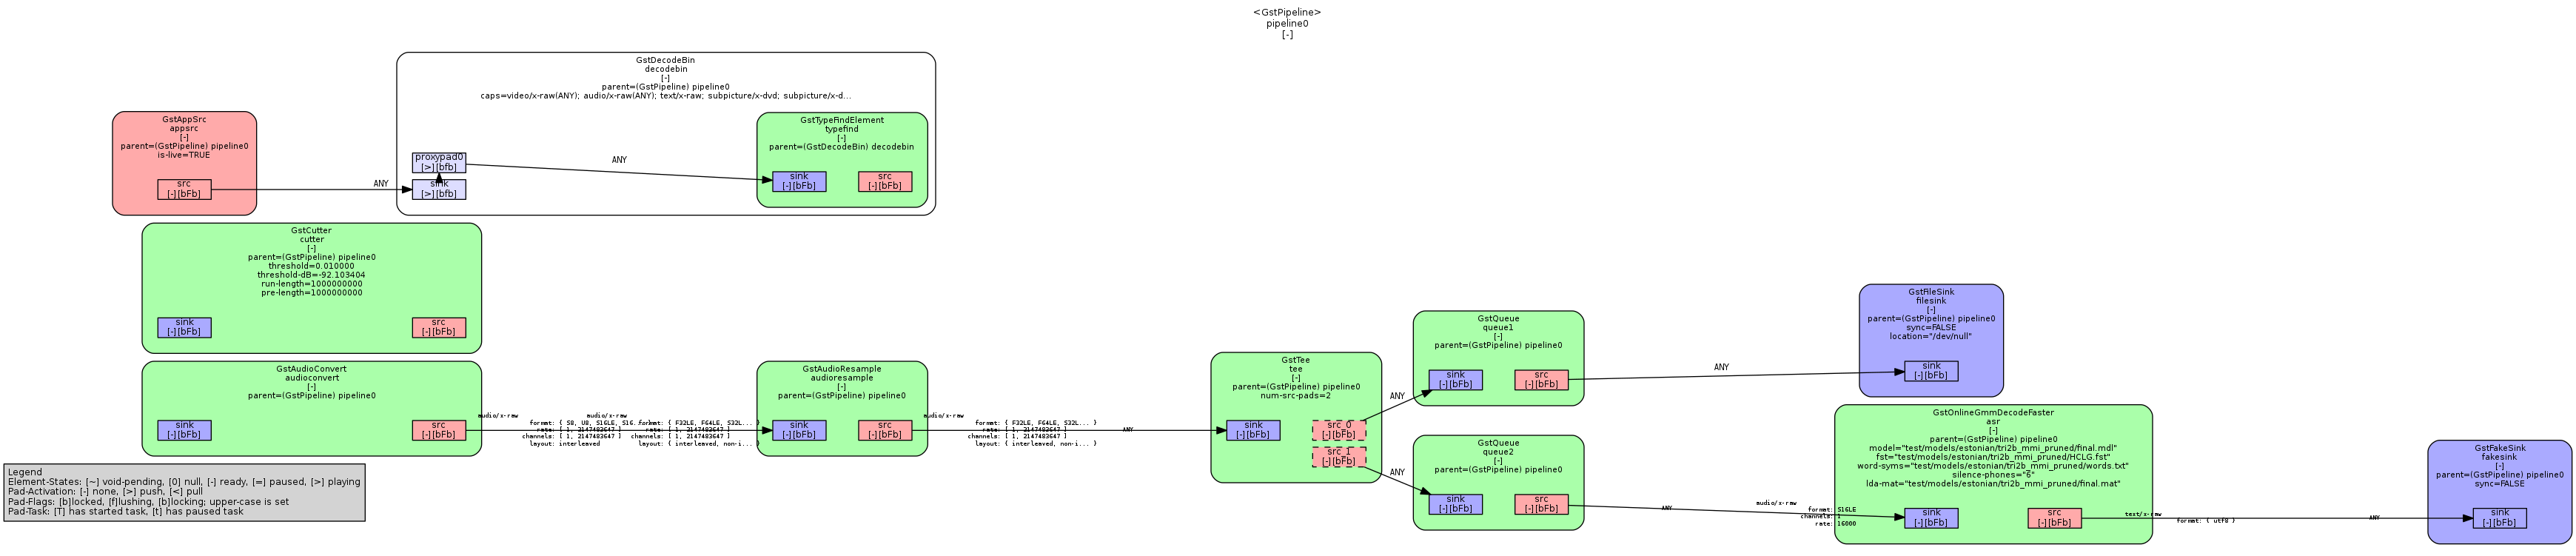 <GstPipeline>
pipeline0
[-]
GstAppSrc
appsrc
[-]
parent=(GstPipeline) pipeline0
is-live=TRUE
src
[-][bFb]
ANY
GstDecodeBin
decodebin
[-]
parent=(GstPipeline) pipeline0
caps=video/x-raw(ANY); audio/x-raw(ANY); text/x-raw; subpicture/x-dvd; subpicture/x-d...
proxypad0
[>][bfb]
sink
[>][bfb]
ANY
GstTypeFindElement
typefind
[-]
parent=(GstDecodeBin) decodebin
sink
[-][bFb]
src
[-][bFb]
GstCutter
cutter
[-]
parent=(GstPipeline) pipeline0
threshold=0.010000
threshold-dB=-92.103404
run-length=1000000000
pre-length=1000000000
sink
[-][bFb]
src
[-][bFb]
GstAudioConvert
audioconvert
[-]
parent=(GstPipeline) pipeline0
sink
[-][bFb]
src
[-][bFb]
audio/x-raw
format: { S8, U8, S16LE, S16...
rate: [ 1, 2147483647 ]
channels: [ 1, 2147483647 ]
layout: interleaved
audio/x-raw
format: { F32LE, F64LE, S32L... }
rate: [ 1, 2147483647 ]
channels: [ 1, 2147483647 ]
layout: { interleaved, non-i... }
GstAudioResample
audioresample
[-]
parent=(GstPipeline) pipeline0
sink
[-][bFb]
src
[-][bFb]
audio/x-raw
format: { F32LE, F64LE, S32L... }
rate: [ 1, 2147483647 ]
channels: [ 1, 2147483647 ]
layout: { interleaved, non-i... }
ANY
GstTee
tee
[-]
parent=(GstPipeline) pipeline0
num-src-pads=2
sink
[-][bFb]
src_0
[-][bFb]
src_1
[-][bFb]
ANY
ANY
GstQueue
queue1
[-]
parent=(GstPipeline) pipeline0
sink
[-][bFb]
src
[-][bFb]
ANY
GstFileSink
filesink
[-]
parent=(GstPipeline) pipeline0
sync=FALSE
location="/dev/null"
sink
[-][bFb]
GstQueue
queue2
[-]
parent=(GstPipeline) pipeline0
sink
[-][bFb]
src
[-][bFb]
ANY
audio/x-raw
format: S16LE
channels: 1
rate: 16000
GstOnlineGmmDecodeFaster
asr
[-]
parent=(GstPipeline) pipeline0
model="test/models/estonian/tri2b_mmi_pruned/final.mdl"
fst="test/models/estonian/tri2b_mmi_pruned/HCLG.fst"
word-syms="test/models/estonian/tri2b_mmi_pruned/words.txt"
silence-phones="6"
lda-mat="test/models/estonian/tri2b_mmi_pruned/final.mat"
sink
[-][bFb]
src
[-][bFb]
text/x-raw
format: { utf8 }
ANY
GstFakeSink
fakesink
[-]
parent=(GstPipeline) pipeline0
sync=FALSE
sink
[-][bFb]
Legend
Element-States: [~] void-pending, [0] null, [-] ready, [=] paused, [>] playing
Pad-Activation: [-] none, [>] push, [<] pull
Pad-Flags: [b]locked, [f]lushing, [b]locking; upper-case is set
Pad-Task: [T] has started task, [t] has paused task